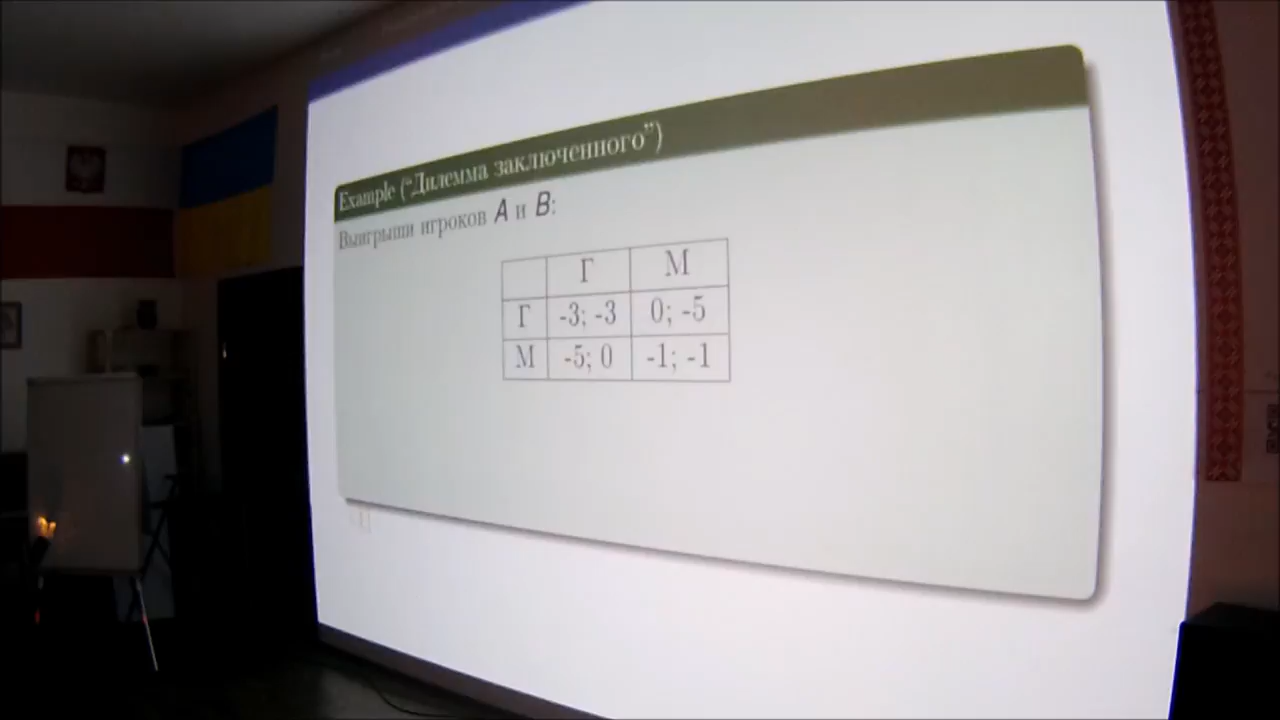 Example (“Дилемма заключенного”)
Выигрыши игроков A и B:
Г М
Г -3; -3 0; -5
М -5; 0 -1; -1